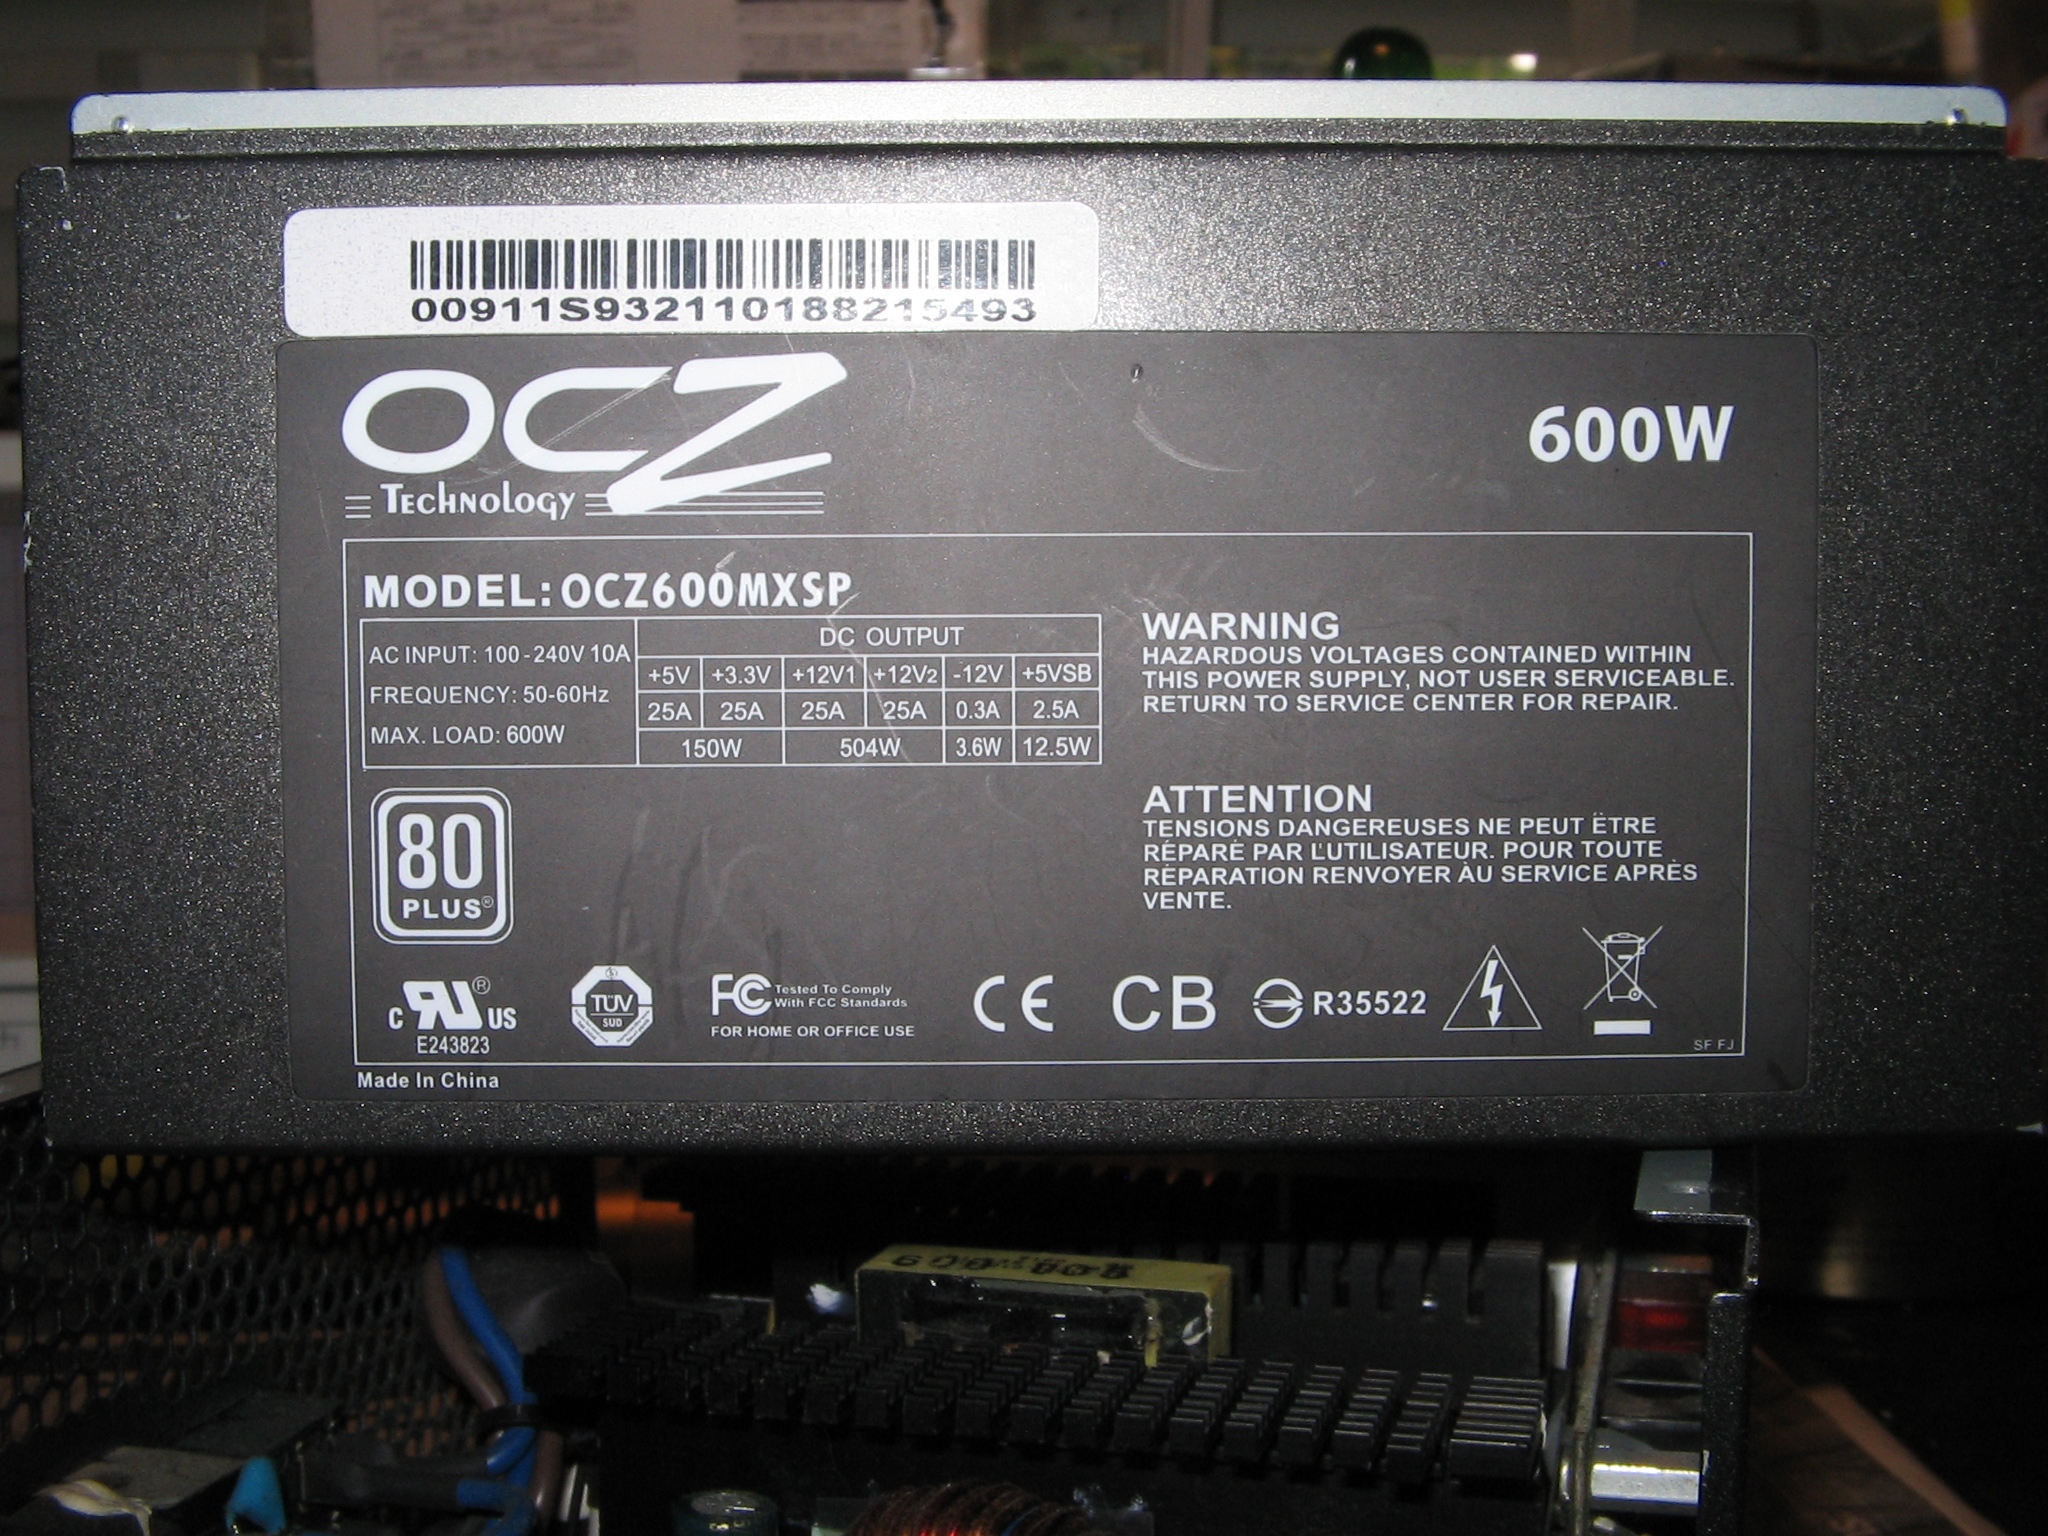 00911S932110188215493
OCZ
Technology
600W
MODEL: OCZ600MXSP
AC INPUT: 100-240V 10A
FREQUENCY: 50-60Hz
MAX. LOAD: 600W
DC OUTPUT
+5V +3.3V +12V1 +12V2 -12V +5VSB
25A 25A 25A 25A 0.3A 2.5A
150W 504W 3.6W 12.5W
WARNING
HAZARDOUS VOLTAGES CONTAINED WITHIN
THIS POWER SUPPLY, NOT USER SERVICEABLE.
RETURN TO SERVICE CENTER FOR REPAIR.
ATTENTION
TENSIONS DANGEREUSES NE PEUT ËTRE
RÉPARÉ PAR L'UTILISATEUR. POUR TOUTE
RÉPARATION RENVOYER ÀU SERVICE APRÉS
VENTE.
80
PLUS®
c RU® US
E243823
TÜV
SÜD
FC Tested To Comply
With FCC Standards
FOR HOME OR OFFICE USE
CE
CB
R35522
SF FJ
Made In China